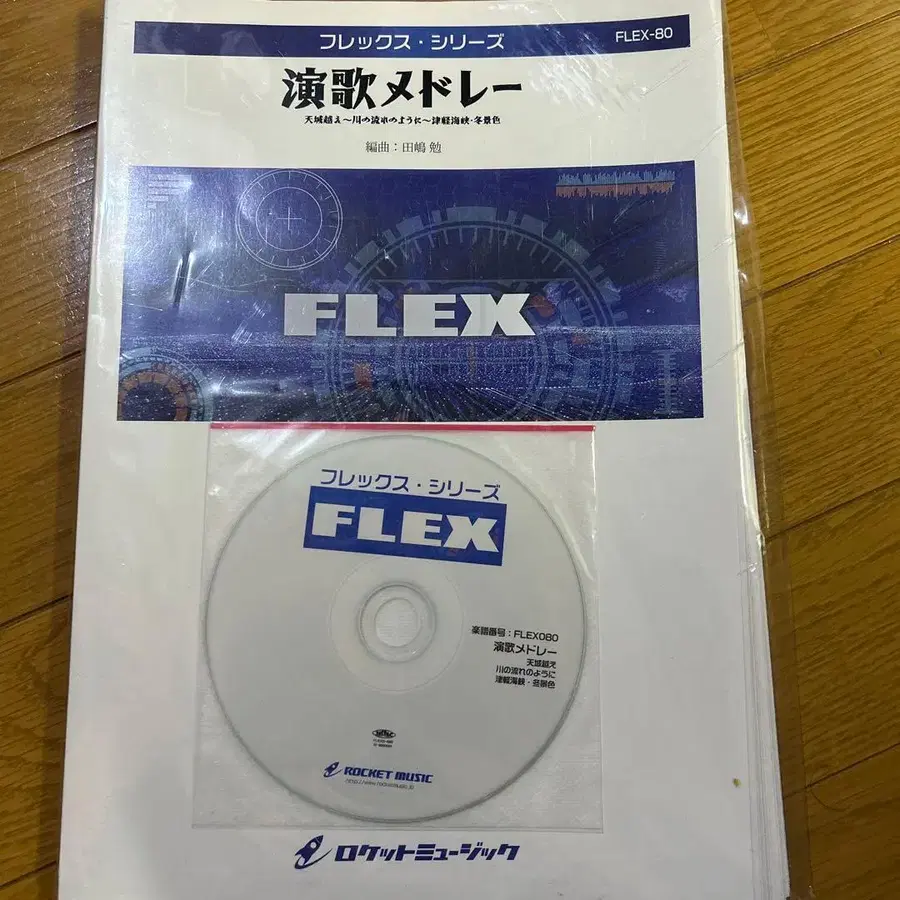 フレックス・シリーズ
FLEX-80
演歌メドレー
天城越え〜川の流れのように〜津軽海峡・冬景色
編曲：田嶋 勉
FLEX
フレックス・シリーズ
FLEX
楽譜番号：FLEX080
演歌メドレー
天城越え
川の流れのように
津軽海峡・冬景色
ROCKET MUSIC
ロケットミュージック